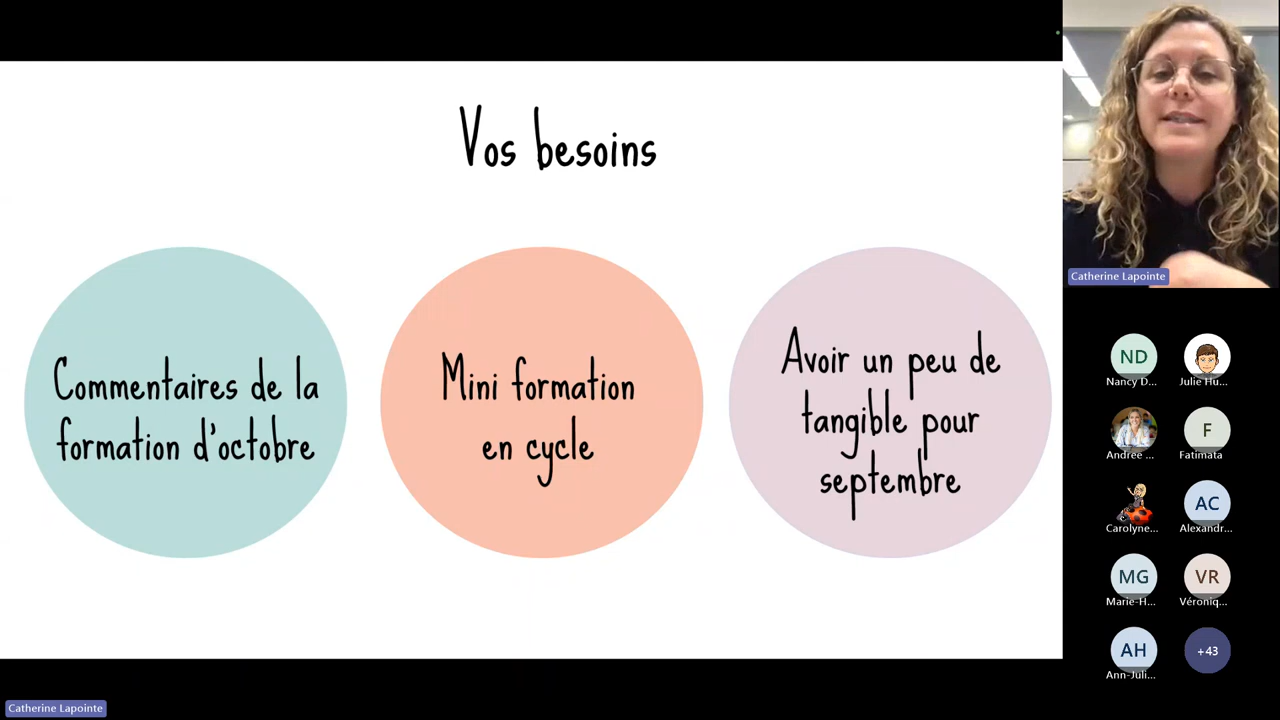 Vos besoins
Commentaires de la
formation d'octobre
Mini formation
en cycle
Avoir un peu de
tangible pour
septembre
Catherine Lapointe
ND
Nancy D...
Julie Hu...
Andrée ...
F
Fatimata
Carolyne...
AC
Alexandr...
MG
Marie-H...
VR
Véroniq...
AH
Ann-Juli...
+43
Catherine Lapointe